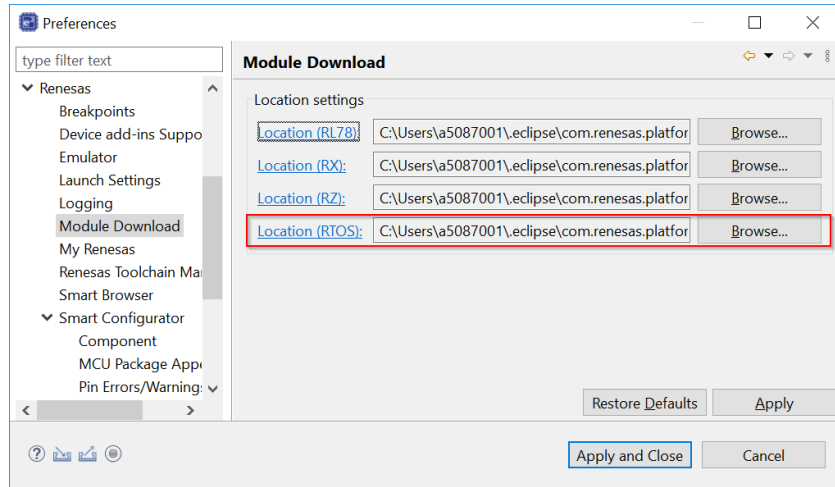 Preferences
type filter text
Module Download
Renesas
Breakpoints
Device add-ins Suppo
Emulator
Launch Settings
Logging
Module Download
My Renesas
Renesas Toolchain Ma
Smart Browser
Smart Configurator
Component
MCU Package Appe
Pin Errors/Warning:
Location settings
Location (RL78): C:\Users\a5087001\.eclipse\com.renesas.platfor Browse...
Location (RX): C:\Users\a5087001\.eclipse\com.renesas.platfor Browse...
Location (RZ): C:\Users\a5087001\.eclipse\com.renesas.platfor Browse...
Location (RTOS): C:\Users\a5087001\.eclipse\com.renesas.platfor Browse...
Restore Defaults Apply
Apply and Close Cancel